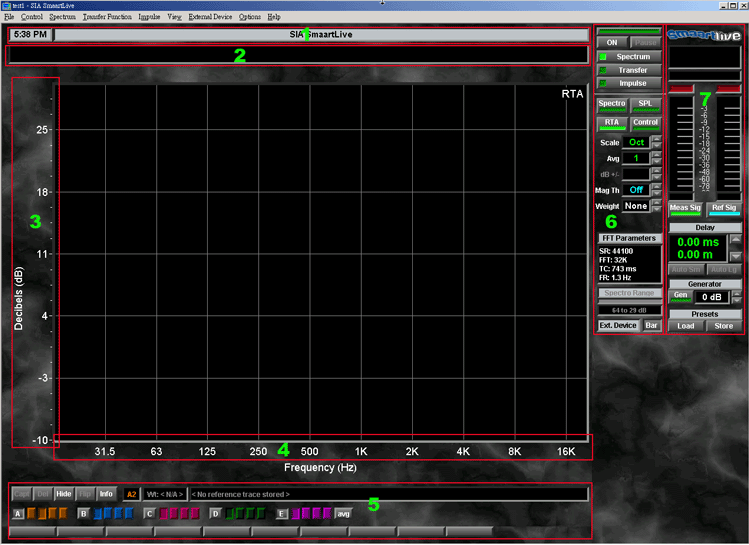 test1 - SIA SmaartLive
File Control Spectrum Transfer Function Impulse View External Device Options Help
5:38 PM SIA SmaartLive
1
2
RTA
25
18
11
4
-3
-10
3
Decibels (dB)
31.5 63 125 250 500 1K 2K 4K 8K 16K
4
Frequency (Hz)
Capt Del Hide Flip Info A2 Wt: < N/A > < No reference trace stored >
5
A B C D E avg
ON Pause
Spectrum
Transfer
Impulse
Spectro SPL
RTA Control
Scale Oct
Avg 1
dB +/-
Mag Th Off
Weight None
6
FFT Parameters
SR: 44100
FFT: 32K
TC: 743 ms
FR: 1.3 Hz
Spectro Range
64 to 29 dB
Ext. Device Bar
smaart live
7
-3
-6
-9
-12
-15
-18
-24
-30
-36
-48
-60
-78
Meas Sig Ref Sig
Delay
0.00 ms
0.00 m
Auto Sm Auto Lg
Generator
Gen 0 dB
Presets
Load Store